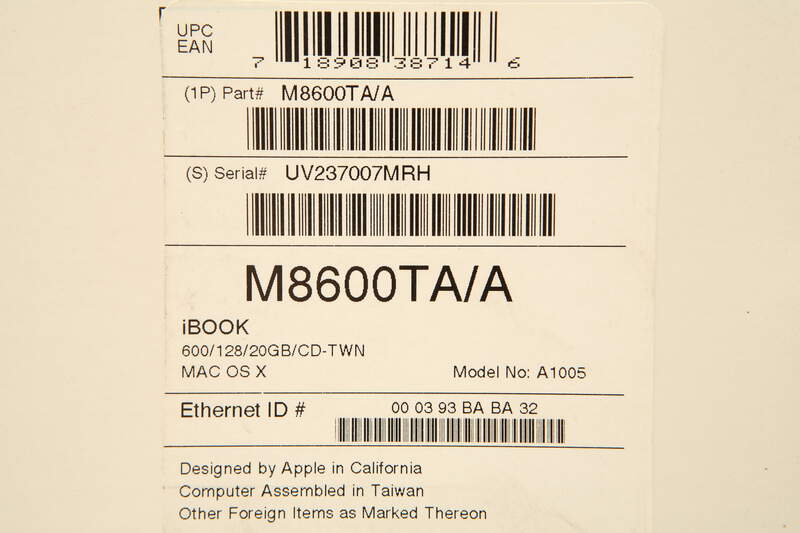 UPC
EAN
7 18908 38714 6
(1P) Part# M8600TA/A
(S) Serial# UV237007MRH
M8600TA/A
iBOOK
600/128/20GB/CD-TWN
MAC OS X Model No: A1005
Ethernet ID # 00 03 93 BA BA 32
Designed by Apple in California
Computer Assembled in Taiwan
Other Foreign Items as Marked Thereon